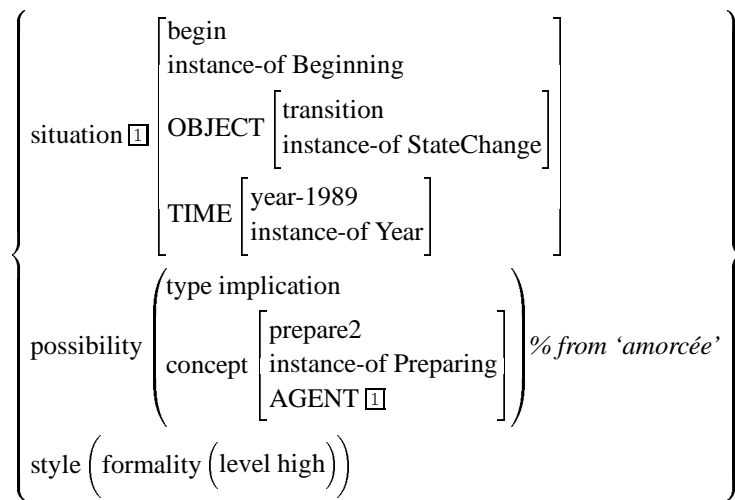 begin
instance-of Beginning
situation 1 OBJECT transition
instance-of StateChange
TIME year-1989
instance-of Year
type implication
possibility concept prepare2 % from ‘amorcée’
instance-of Preparing
AGENT 1
style (formality (level high))